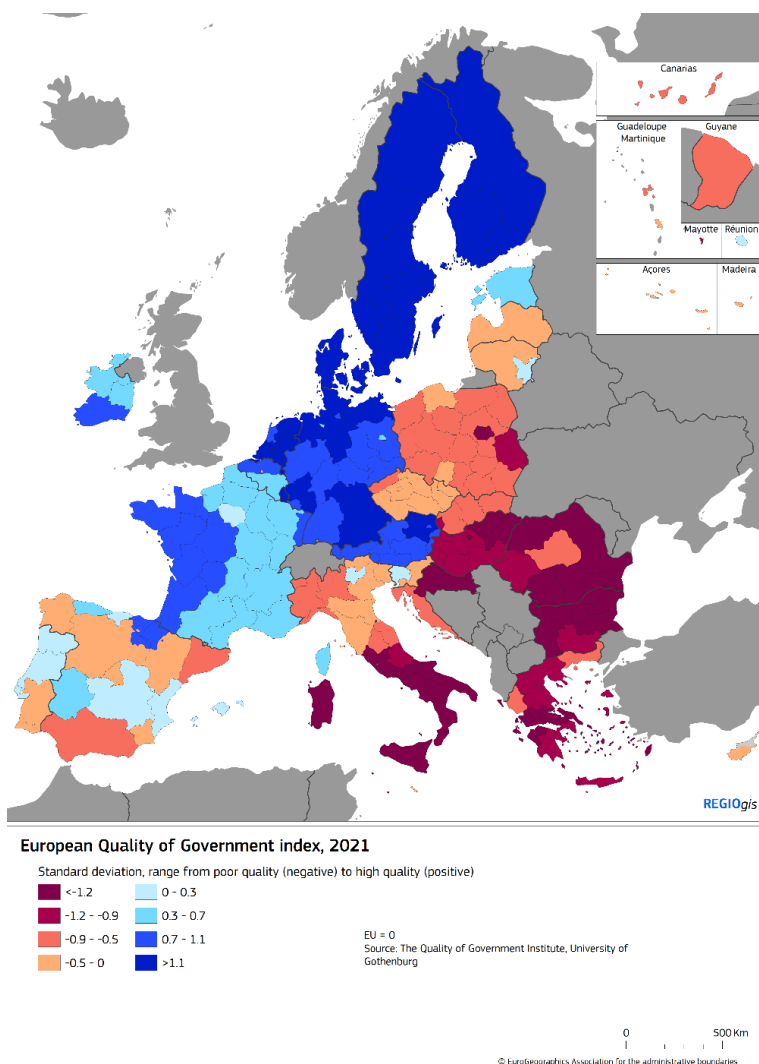 Canarias
Guadeloupe
Martinique
Guyane
Mayotte
Réunion
Açores
Madeira
REGIOgis
European Quality of Government index, 2021
Standard deviation, range from poor quality (negative) to high quality (positive)
<-1.2
-1.2 - -0.9
-0.9 - -0.5
-0.5 - 0
0 - 0.3
0.3 - 0.7
0.7 - 1.1
>1.1
EU = 0
Source: The Quality of Government Institute, University of
Gothenburg
0
500 Km
© EuroGeographics Association for the administrative boundaries